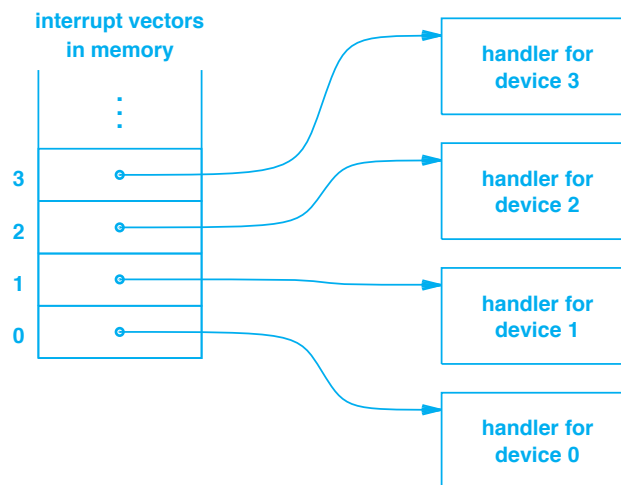 interrupt vectors
in memory
3
2
1
0
handler for
device 3
handler for
device 2
handler for
device 1
handler for
device 0